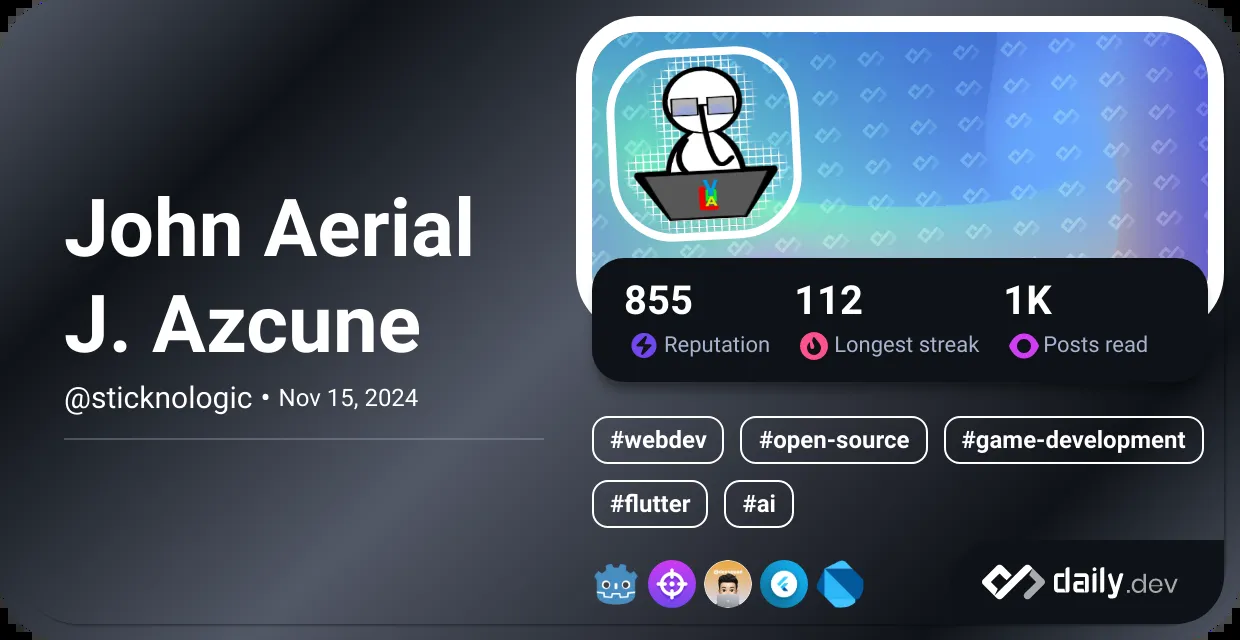 John Aerial
J. Azcune
@sticknologic • Nov 15, 2024
855 112 1K
Reputation Longest streak Posts read
#webdev #open-source #game-development
#flutter #ai
daily.dev